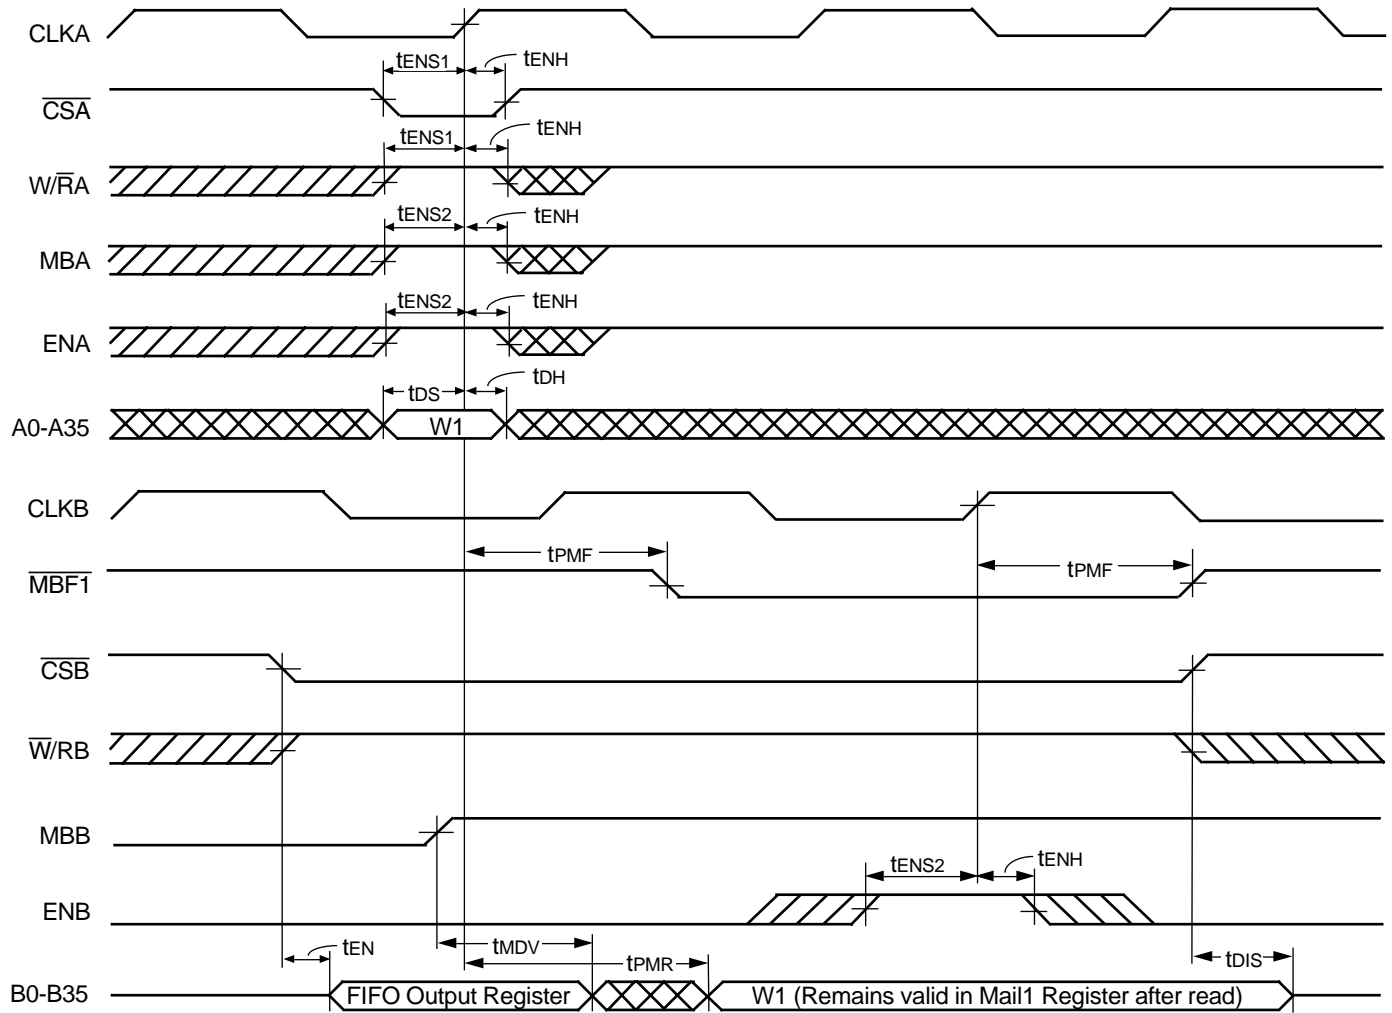 CLKA
tENS1
tENH
CSA
tENS1
tENH
W/RA
tENS2
tENH
MBA
tENS2
tENH
ENA
tDS
tDH
A0-A35
W1
CLKB
tPMF
tPMF
MBF1
CSB
W/RB
MBB
tENS2
tENH
ENB
tEN
tMDV
tPMR
tDIS
B0-B35
FIFO Output Register
W1 (Remains valid in Mail1 Register after read)